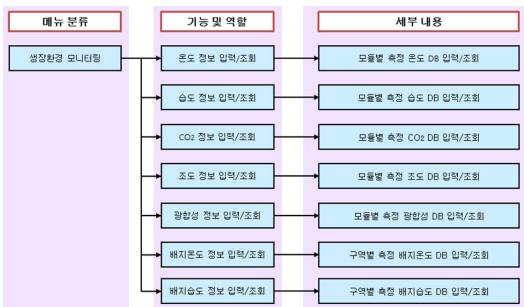 메뉴 분류
기능 및 역할
세부 내용
생장환경 모니터링
온도 정보 입력/조회
모듈별 측정 온도 DB 입력/조회
습도 정보 입력/조회
모듈별 측정 습도 DB 입력/조회
CO2 정보 입력/조회
모듈별 측정 CO2 DB 입력/조회
조도 정보 입력/조회
모듈별 측정 조도 DB 입력/조회
광합성 정보 입력/조회
모듈별 측정 광합성 DB 입력/조회
배지온도 정보 입력/조회
구역별 측정 배지온도 DB 입력/조회
배지습도 정보 입력/조회
구역별 측정 배지습도 DB 입력/조회